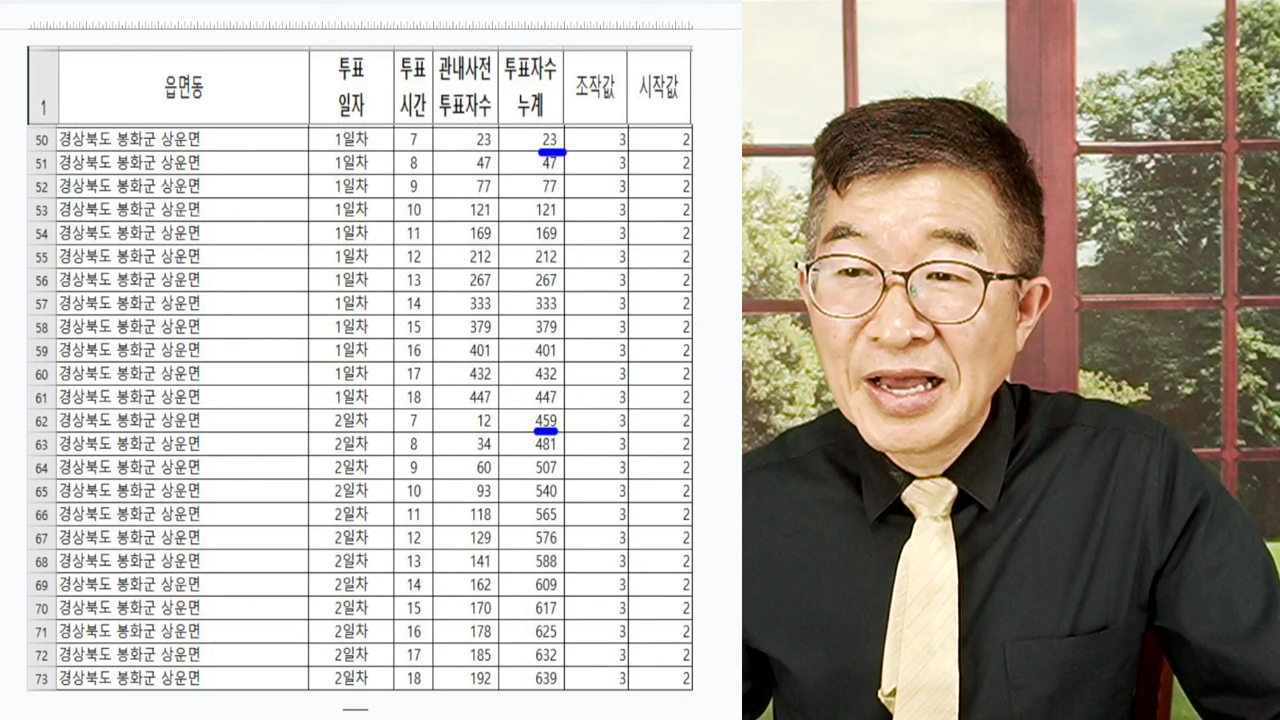 1 읍면동 투표 일자 투표 시간 관내사전 투표자수 투표자수 누계 조작값 시작값
50 경상북도 봉화군 상운면 1일차 7 23 23 3 2
51 경상북도 봉화군 상운면 1일차 8 47 47 3 2
52 경상북도 봉화군 상운면 1일차 9 77 77 3 2
53 경상북도 봉화군 상운면 1일차 10 121 121 3 2
54 경상북도 봉화군 상운면 1일차 11 169 169 3 2
55 경상북도 봉화군 상운면 1일차 12 212 212 3 2
56 경상북도 봉화군 상운면 1일차 13 267 267 3 2
57 경상북도 봉화군 상운면 1일차 14 333 333 3 2
58 경상북도 봉화군 상운면 1일차 15 379 379 3 2
59 경상북도 봉화군 상운면 1일차 16 401 401 3 2
60 경상북도 봉화군 상운면 1일차 17 432 432 3 2
61 경상북도 봉화군 상운면 1일차 18 447 447 3 2
62 경상북도 봉화군 상운면 2일차 7 12 459 3 2
63 경상북도 봉화군 상운면 2일차 8 34 481 3 2
64 경상북도 봉화군 상운면 2일차 9 60 507 3 2
65 경상북도 봉화군 상운면 2일차 10 93 540 3 2
66 경상북도 봉화군 상운면 2일차 11 118 565 3 2
67 경상북도 봉화군 상운면 2일차 12 129 576 3 2
68 경상북도 봉화군 상운면 2일차 13 141 588 3 2
69 경상북도 봉화군 상운면 2일차 14 162 609 3 2
70 경상북도 봉화군 상운면 2일차 15 170 617 3 2
71 경상북도 봉화군 상운면 2일차 16 178 625 3 2
72 경상북도 봉화군 상운면 2일차 17 185 632 3 2
73 경상북도 봉화군 상운면 2일차 18 192 639 3 2